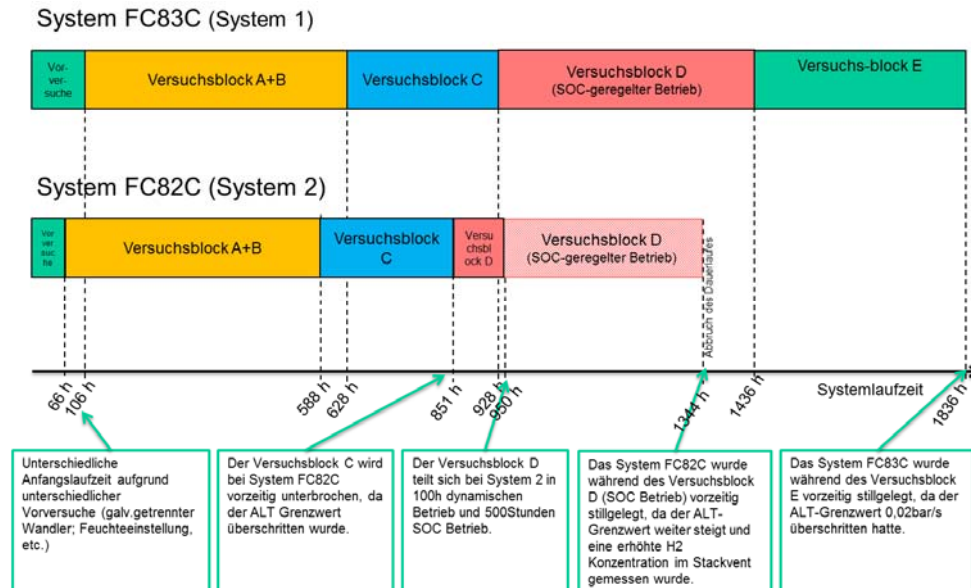 System FC83C (System 1)
Vor-
ver-
suche
Versuchsblock A+B
Versuchsblock C
Versuchsblock D
(SOC-geregelter Betrieb)
Versuchs-block E
System FC82C (System 2)
Vor
ver
suc
he
Versuchsblock A+B
Versuchsblock
C
Versu
chsbl
ock D
Versuchsblock D
(SOC-geregelter Betrieb)
Abbruch des Dauerlaufes
66 h
106 h
588 h
628 h
851 h
928 h
950 h
1344 h
1436 h
Systemlaufzeit
1836 h
Unterschiedliche
Anfangslaufzeit aufgrund
unterschiedlicher
Vorversuche (galv.getrennter
Wandler; Feuchteeinstellung,
etc.)
Der Versuchsblock C wird
bei System FC82C
vorzeitig unterbrochen, da
der ALT Grenzwert
überschritten wurde.
Der Versuchsblock D
teilt sich bei System 2 in
100h dynamischen
Betrieb und 500Stunden
SOC Betrieb.
Das System FC82C wurde
während des Versuchsblock
D (SOC Betrieb) vorzeitig
stillgelegt, da der ALT-
Grenzwert weiter steigt und
eine erhöhte H2
Konzentration im Stackvent
gemessen wurde.
Das System FC83C wurde
während des Versuchsblock
E vorzeitig stillgelegt, da der
ALT-Grenzwert 0,02bar/s
überschritten hatte.